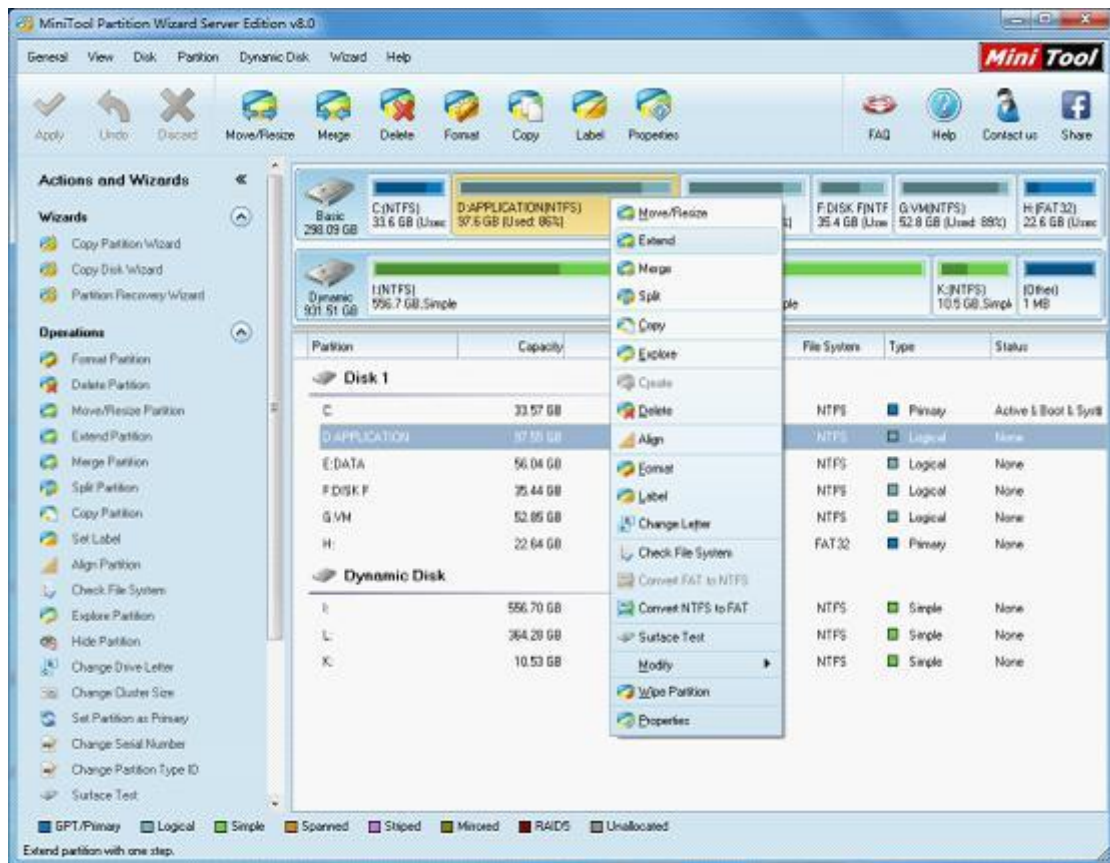 MiniTool Partition Wizard Server Edition v8.0
General View Disk Partition Dynamic Disk Wizard Help
Mini Tool
Apply Undo Discard Move/Resize Merge Delete Format Copy Label Properties FAQ Help Contact us Share
Actions and Wizards
Wizards
Copy Partition Wizard
Copy Disk Wizard
Partition Recovery Wizard
Operations
Format Partition
Delete Partition
Move/Resize Partition
Extend Partition
Merge Partition
Split Partition
Copy Partition
Set Label
Align Partition
Check File System
Explore Partition
Hide Partition
Change Drive Letter
Change Cluster Size
Set Partition as Primary
Change Serial Number
Change Partition Type ID
Surface Test
Basic
298.09 GB
C:(NTFS)
33.6 GB (Used
D:APPLICATION(NTFS)
97.6 GB (Used: 86%)
F:DISK F(NTF
35.4 GB (Use
G:VM(NTFS)
52.8 GB (Used: 89%)
H:(FAT32)
22.6 GB (Used
Dynamic
931.51 GB
I:(NTFS)
556.7 GB,Simple
ple
K:(NTFS)
10.5 GB,Simpl
(Other)
1 MB
Partition Capacity File System Type Status
Disk 1
C: 33.57 GB NTFS Primary Active & Boot & Syste
D:APPLICATION 97.55 GB NTFS Logical None
E:DATA 56.04 GB NTFS Logical None
F:DISK F 35.44 GB NTFS Logical None
G:VM 52.85 GB NTFS Logical None
H: 22.64 GB FAT32 Primary None
Dynamic Disk
I: 556.70 GB NTFS Simple None
L: 364.28 GB NTFS Simple None
K: 10.53 GB NTFS Simple None
Move/Resize
Extend
Merge
Split
Copy
Explore
Create
Delete
Align
Format
Label
Change Letter
Check File System
Convert FAT to NTFS
Convert NTFS to FAT
Surface Test
Modify
Wipe Partition
Properties
GPT/Primary Logical Simple Spanned Striped Mirrored RAID5 Unallocated
Extend partition with one step.